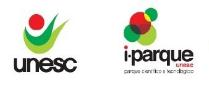 unesc
i-parque
unesc
parque científico e tecnológico